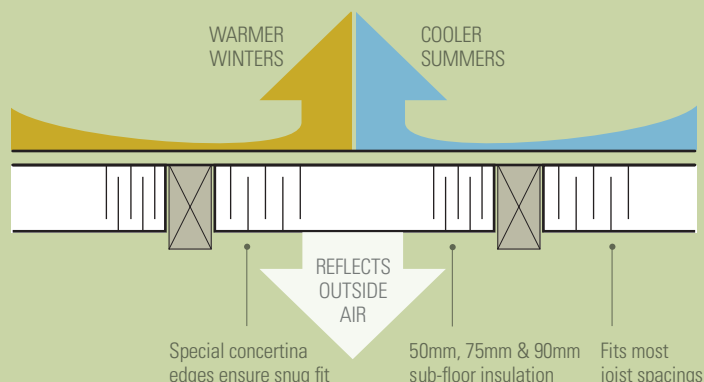 WARMER
WINTERS
COOLER
SUMMERS
REFLECTS
OUTSIDE
AIR
Special concertina
edges ensure snug fit
50mm, 75mm & 90mm
sub-floor insulation
Fits most
joist spacings